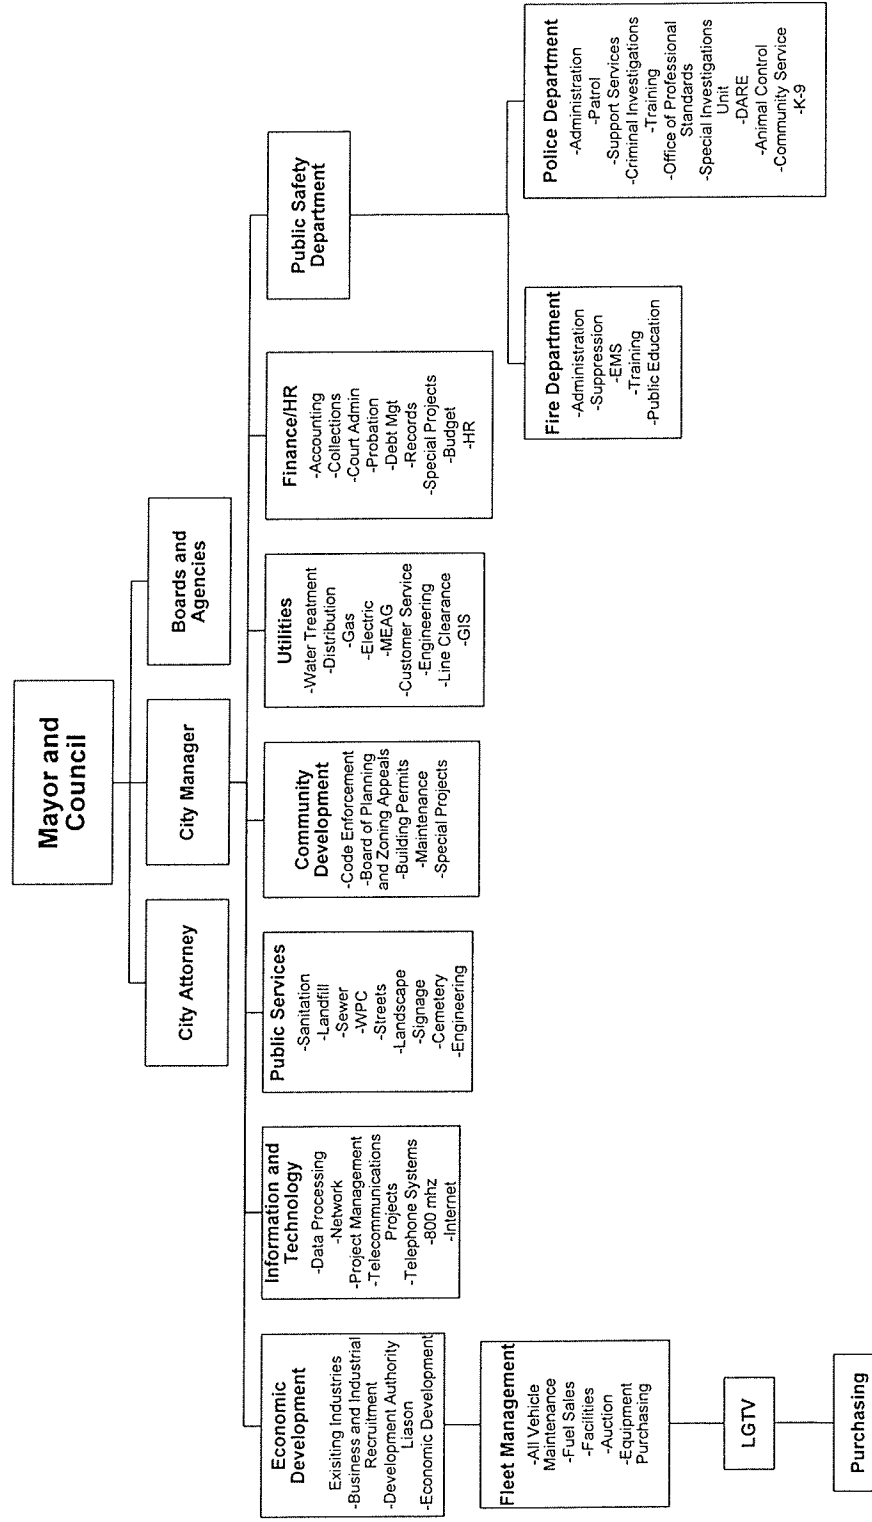 Mayor and
Council
City Attorney
City Manager
Boards and
Agencies
Economic
Development
Exisiting Industries
-Business and Industrial
Recruitment
-Development Authority
Liason
-Economic Development
Information and
Technology
-Data Processing
-Network
-Project Management
-Telecommunications
Projects
-Telephone Systems
-800 mhz
-Internet
Public Services
-Sanitation
-Landfill
-Sewer
-WPC
-Streets
-Landscape
-Signage
-Cemetery
-Engineering
Community
Development
-Code Enforcement
-Board of Planning
and Zoning Appeals
-Building Permits
-Maintenance
-Special Projects
Utilities
-Water Treatment
-Distribution
-Gas
-Electric
-MEAG
-Customer Service
-Engineering
-Line Clearance
-GIS
Finance/HR
-Accounting
-Collections
-Court Admin
-Probation
-Debt Mgt
-Records
-Special Projects
-Budget
-HR
Public Safety
Department
Fleet Management
-All Vehicle
Maintenance
-Fuel Sales
-Facilities
-Auction
-Equipment
Purchasing
LGTV
Purchasing
Fire Department
-Administration
-Suppression
-EMS
-Training
-Public Education
Police Department
-Administration
-Patrol
-Support Services
-Criminal Investigations
-Training
-Office of Professional
Standards
-Special Investigations
Unit
-DARE
-Animal Control
-Community Service
-K-9